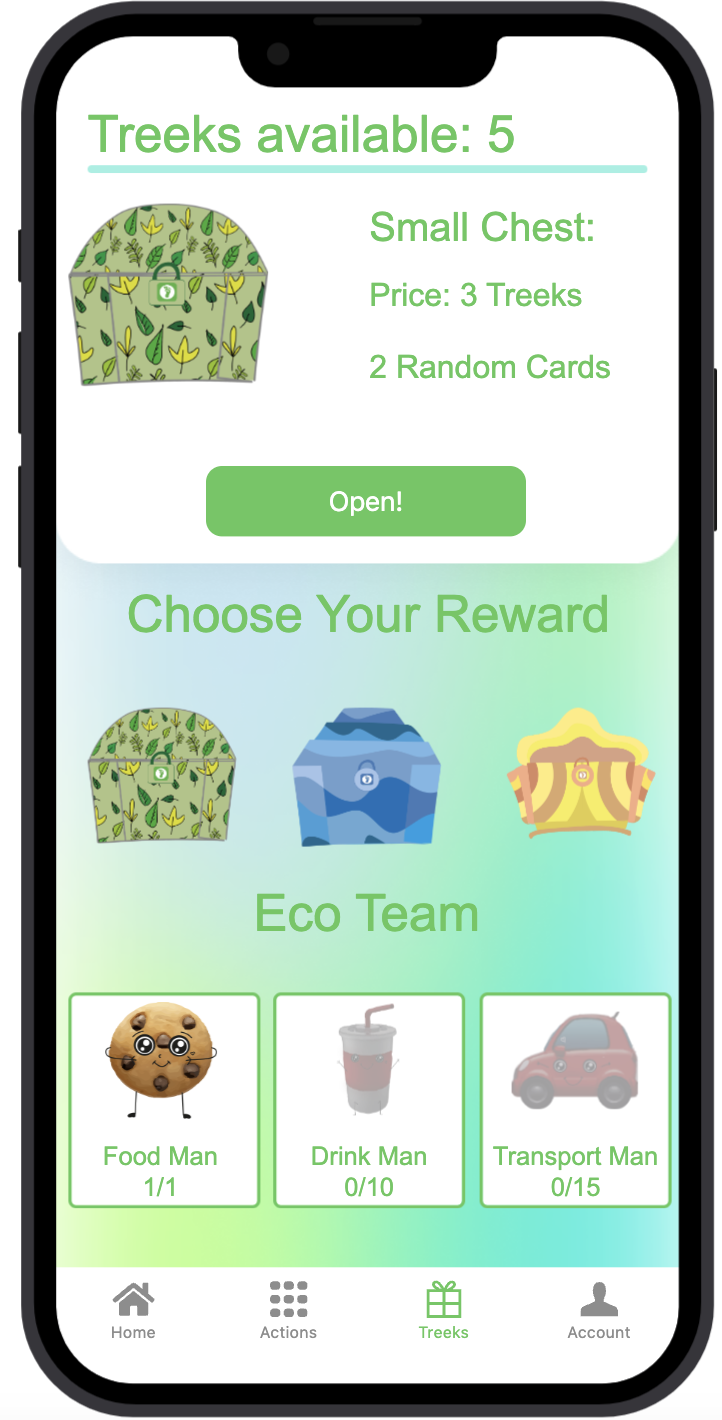 Treeks available: 5
Small Chest:
Price: 3 Treeks
2 Random Cards
Open!
Choose Your Reward
Eco Team
Food Man
1/1
Drink Man
0/10
Transport Man
0/15
Home
Actions
Treeks
Account